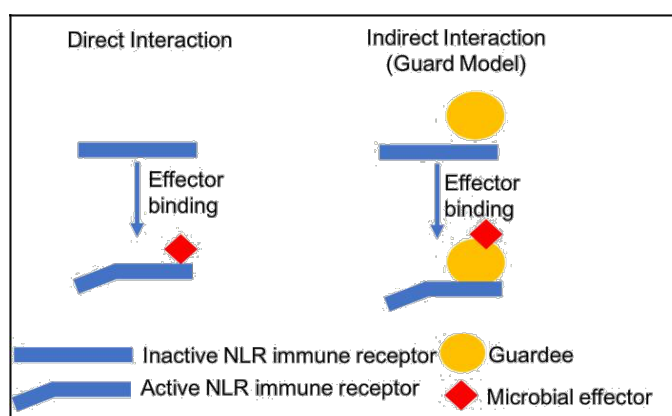 Direct Interaction
Indirect Interaction
(Guard Model)
Effector
binding
Effector
binding
Inactive NLR immune receptor
Guardee
Active NLR immune receptor
Microbial effector